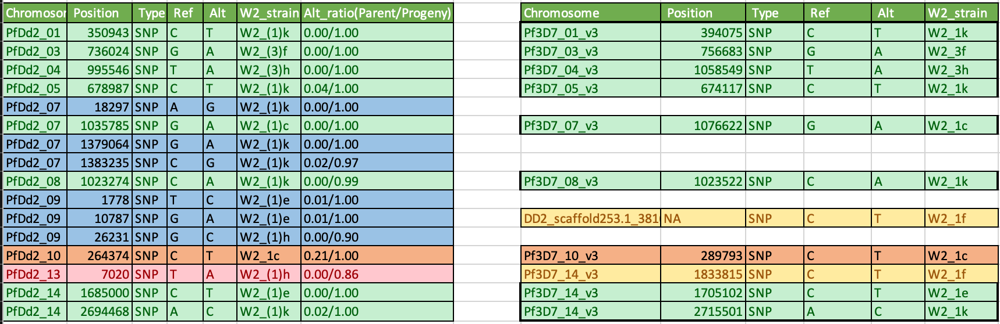 Chromosor Position Type Ref Alt W2_strain Alt_ratio(Parent/Progeny) Chromosome Position Type Ref Alt W2_strain
PfDd2_01 350943 SNP C T W2_(1)k 0.00/1.00 Pf3D7_01_v3 394075 SNP C T W2_1k
PfDd2_03 736024 SNP G A W2_(3)f 0.00/1.00 Pf3D7_03_v3 756683 SNP G A W2_3f
PfDd2_04 995546 SNP T A W2_(3)h 0.00/1.00 Pf3D7_04_v3 1058549 SNP T A W2_3h
PfDd2_05 678987 SNP C T W2_(1)k 0.04/1.00 Pf3D7_05_v3 674117 SNP C T W2_1k
PfDd2_07 18297 SNP A G W2_(1)k 0.00/1.00
PfDd2_07 1035785 SNP G A W2_(1)c 0.00/1.00 Pf3D7_07_v3 1076622 SNP G A W2_1c
PfDd2_07 1379064 SNP G A W2_(1)k 0.00/1.00
PfDd2_07 1383235 SNP C G W2_(1)k 0.02/0.97
PfDd2_08 1023274 SNP C A W2_(1)k 0.00/0.99 Pf3D7_08_v3 1023522 SNP C A W2_1k
PfDd2_09 1778 SNP T C W2_(1)e 0.01/1.00
PfDd2_09 10787 SNP G A W2_(1)e 0.01/1.00 DD2_scaffold253.1_381 NA SNP C T W2_1f
PfDd2_09 26231 SNP G C W2_(1)h 0.00/0.90
PfDd2_10 264374 SNP C T W2_1c 0.21/1.00 Pf3D7_10_v3 289793 SNP C T W2_1c
PfDd2_13 7020 SNP T A W2_(1)h 0.00/0.86 Pf3D7_14_v3 1833815 SNP C T W2_1f
PfDd2_14 1685000 SNP C T W2_(1)e 0.00/1.00 Pf3D7_14_v3 1705102 SNP C T W2_1e
PfDd2_14 2694468 SNP A C W2_(1)k 0.02/1.00 Pf3D7_14_v3 2715501 SNP A C W2_1k